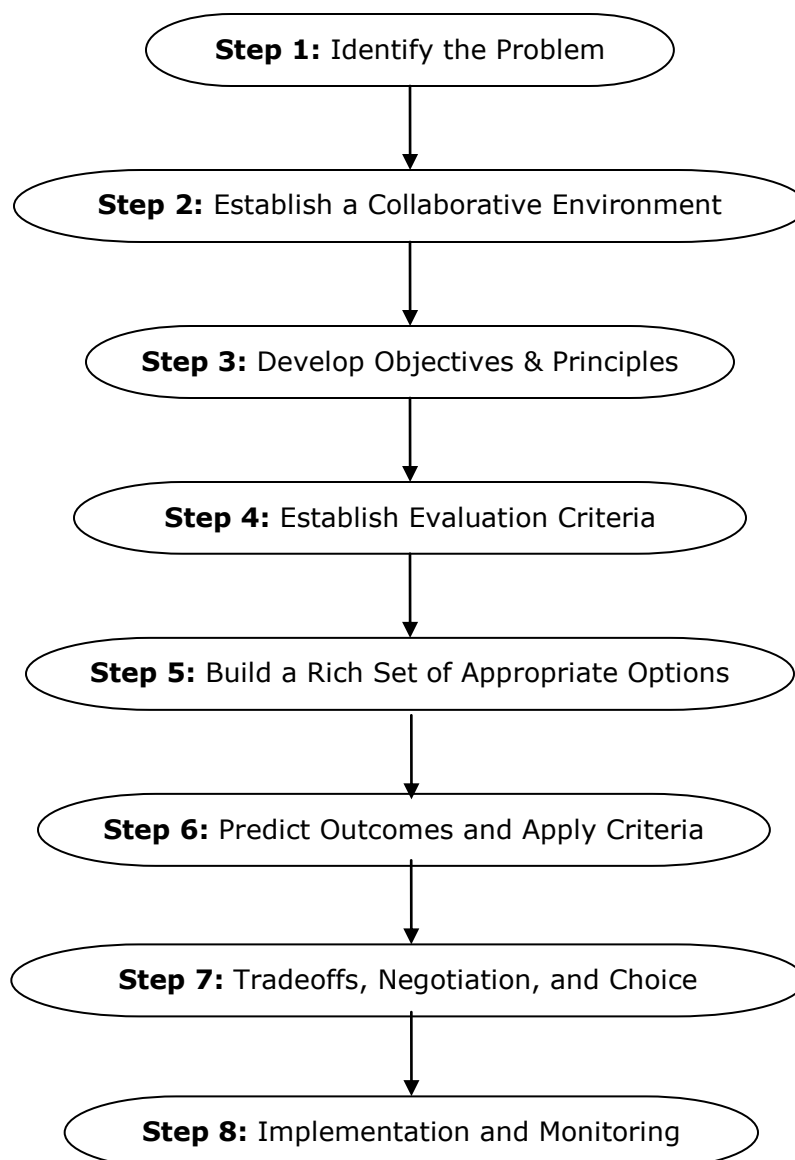 Step 1: Identify the Problem
Step 2: Establish a Collaborative Environment
Step 3: Develop Objectives & Principles
Step 4: Establish Evaluation Criteria
Step 5: Build a Rich Set of Appropriate Options
Step 6: Predict Outcomes and Apply Criteria
Step 7: Tradeoffs, Negotiation, and Choice
Step 8: Implementation and Monitoring